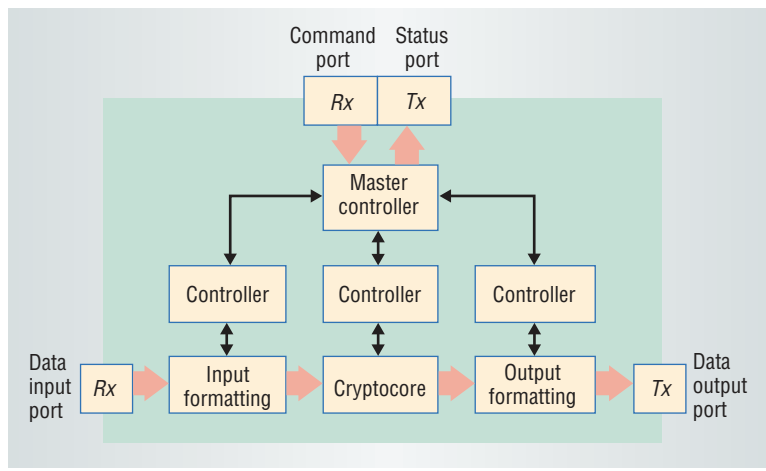 Command
port
Status
port
Rx
Tx
Master
controller
Controller
Controller
Controller
Data
input
port
Rx
Input
formatting
Cryptocore
Output
formatting
Tx
Data
output
port